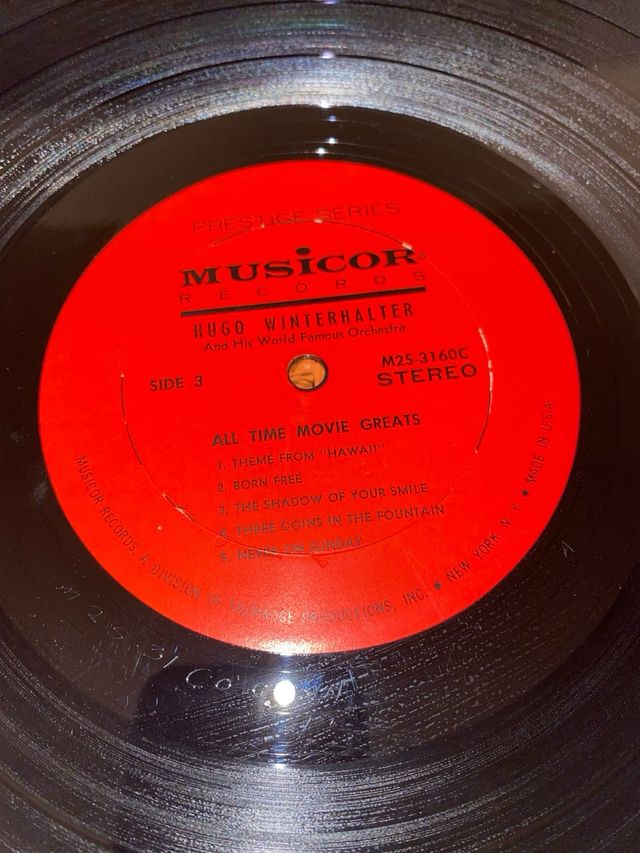 PRESTIGE SERIES
MUSICOR
RECORDS
HUGO WINTERHALTER
And His World Famous Orchestra
SIDE 3
M2S-3160C
STEREO
ALL TIME MOVIE GREATS
1. THEME FROM "HAWAII"
2. BORN FREE
3. THE SHADOW OF YOUR SMILE
4. THREE COINS IN THE FOUNTAIN
5. NEVER ON SUNDAY
MUSICOR RECORDS, A DIVISION OF TALMADGE PRODUCTIONS, INC. ● NEW YORK, N. Y. ● MADE IN U.S.A.